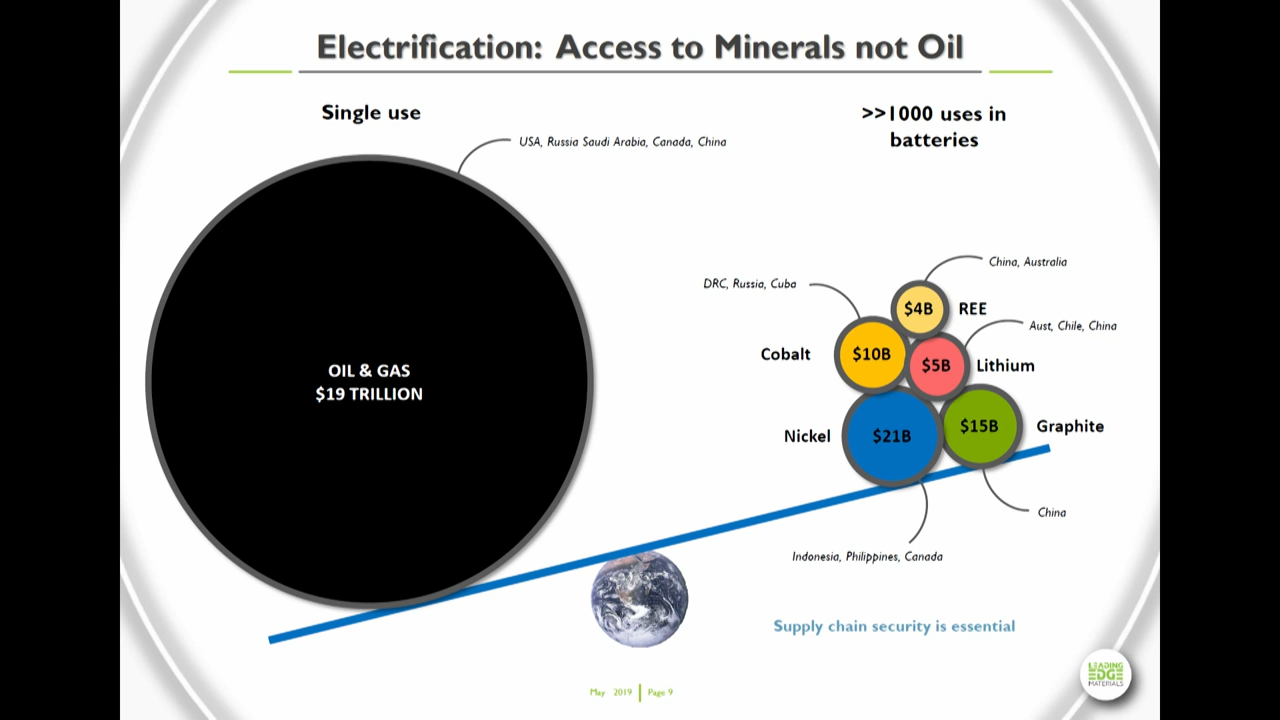 Electrification: Access to Minerals not Oil
Single use
>>1000 uses in
batteries
USA, Russia Saudi Arabia, Canada, China
OIL & GAS
$19 TRILLION
China, Australia
DRC, Russia, Cuba
$4B
REE
Aust, Chile, China
Cobalt
$10B
$5B
Lithium
Nickel
$21B
$15B
Graphite
China
Indonesia, Philippines, Canada
Supply chain security is essential
LEADING
EDGE
MATERIALS
May 2019 | Page 9